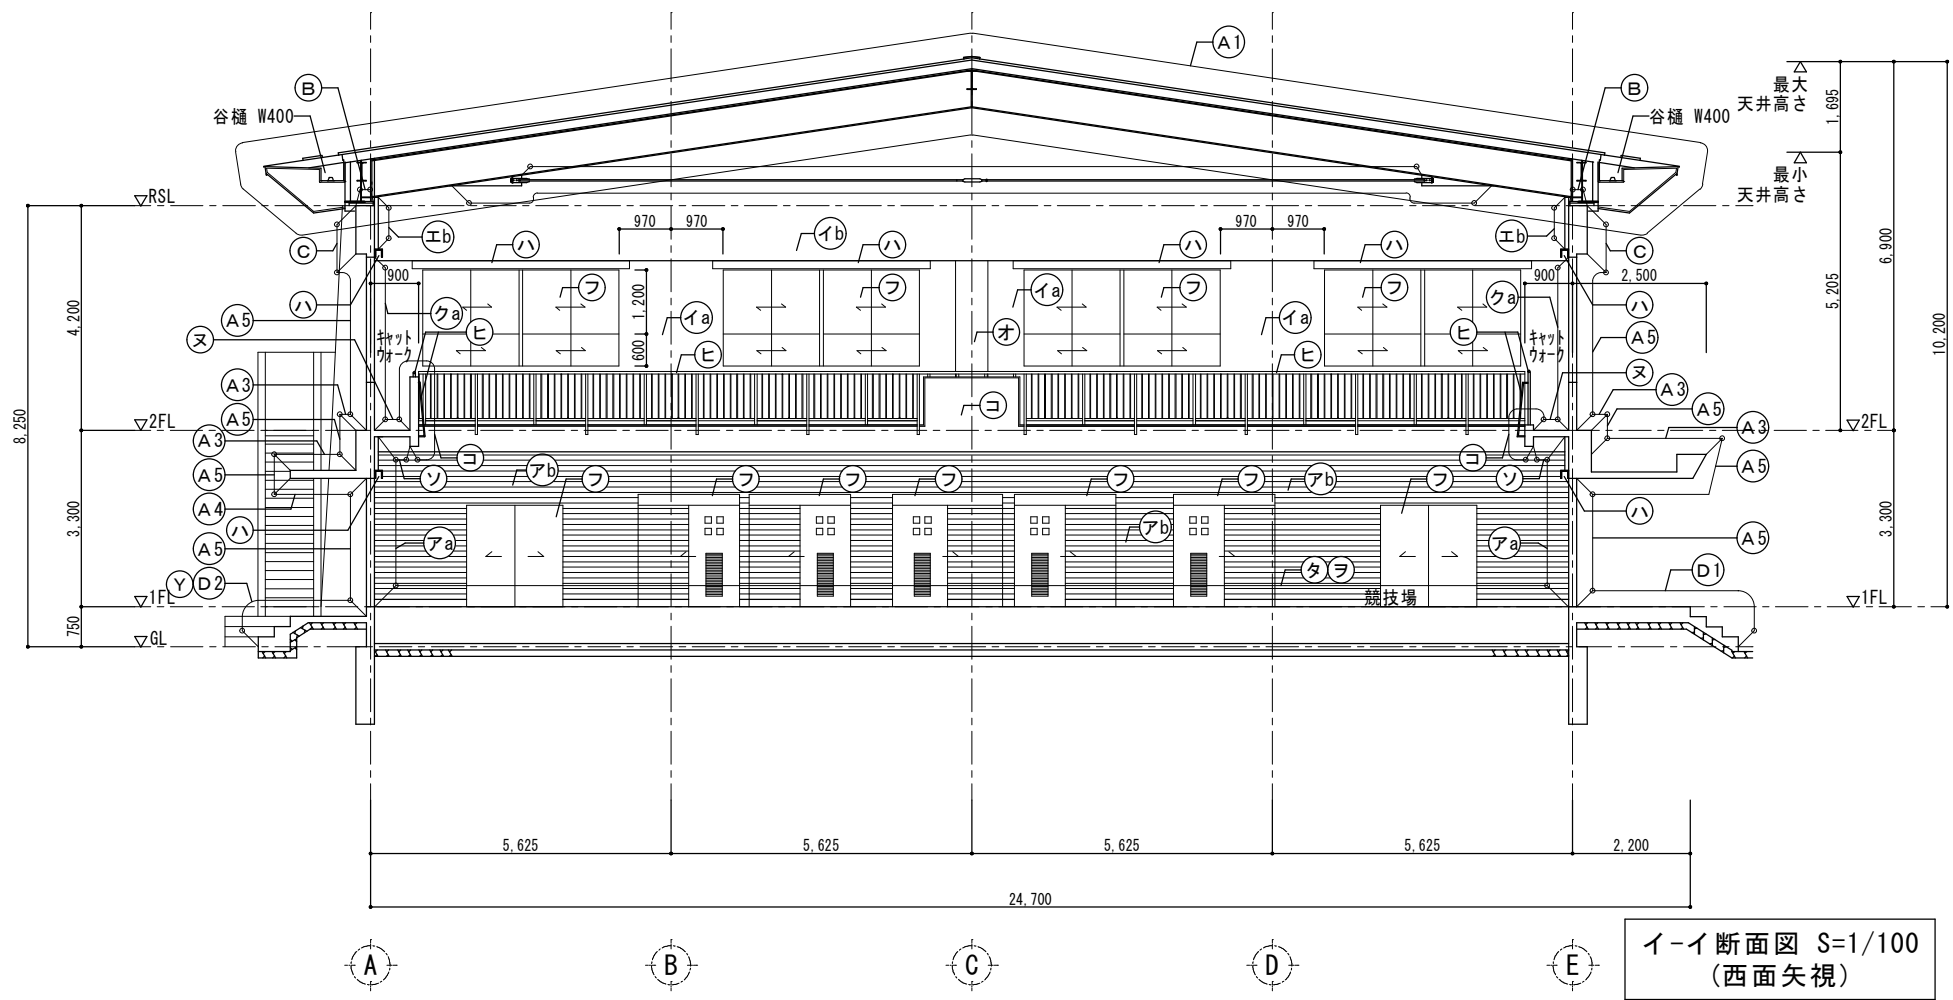 A1
B
B
最大
天井高さ
1,695
谷樋 W400
谷樋 W400
最小
天井高さ
▽RSL
RSL
970
970
970
970
C
エb
ハ
イb
ハ
ハ
ハ
エb
C
6,900
5,205
10,200
900
900
2,500
ハ
フ
1,200
フ
イa
フ
フ
ハ
4,200
A5
クa
ヒ
イa
オ
イa
クa
ヒ
A5
ヌ
キャット
ウォーク
600
キャット
ウォーク
ヒ
ヒ
ヌ
A3
A3
コ
A5
A5
8,250
▽2FL
▽2FL
A3
A3
コ
コ
A5
ソ
アb
フ
フ
フ
フ
フ
フ
アb
フ
ソ
A5
A4
ハ
ハ
3,300
3,300
アa
アb
アa
A5
A5
Y
D2
タ
ヲ
D1
競技場
▽1FL
▽1FL
750
▽GL
5,625
5,625
5,625
5,625
2,200
24,700
A
B
C
D
E
イ-イ断面図 S=1/100
(西面矢視)